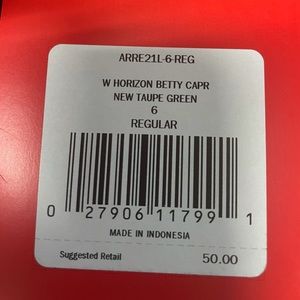 ARRE21L-6-REG
W HORIZON BETTY CAPR
NEW TAUPE GREEN
6
REGULAR
0 27906 11799 1
MADE IN INDONESIA
Suggested Retail 50.00